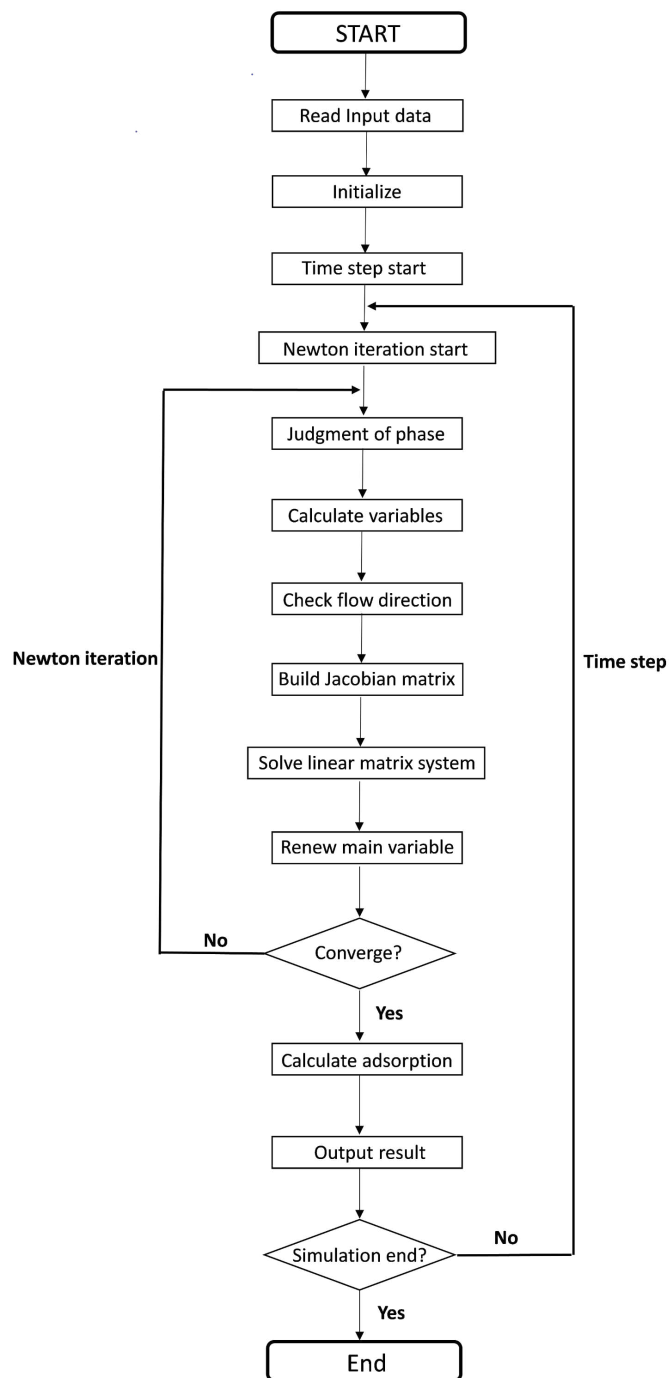 START
Read Input data
Initialize
Time step start
Newton iteration start
Judgment of phase
Calculate variables
Check flow direction
Newton iteration
Time step
Build Jacobian matrix
Solve linear matrix system
Renew main variable
No
Converge?
Yes
Calculate adsorption
Output result
No
Simulation end?
Yes
End